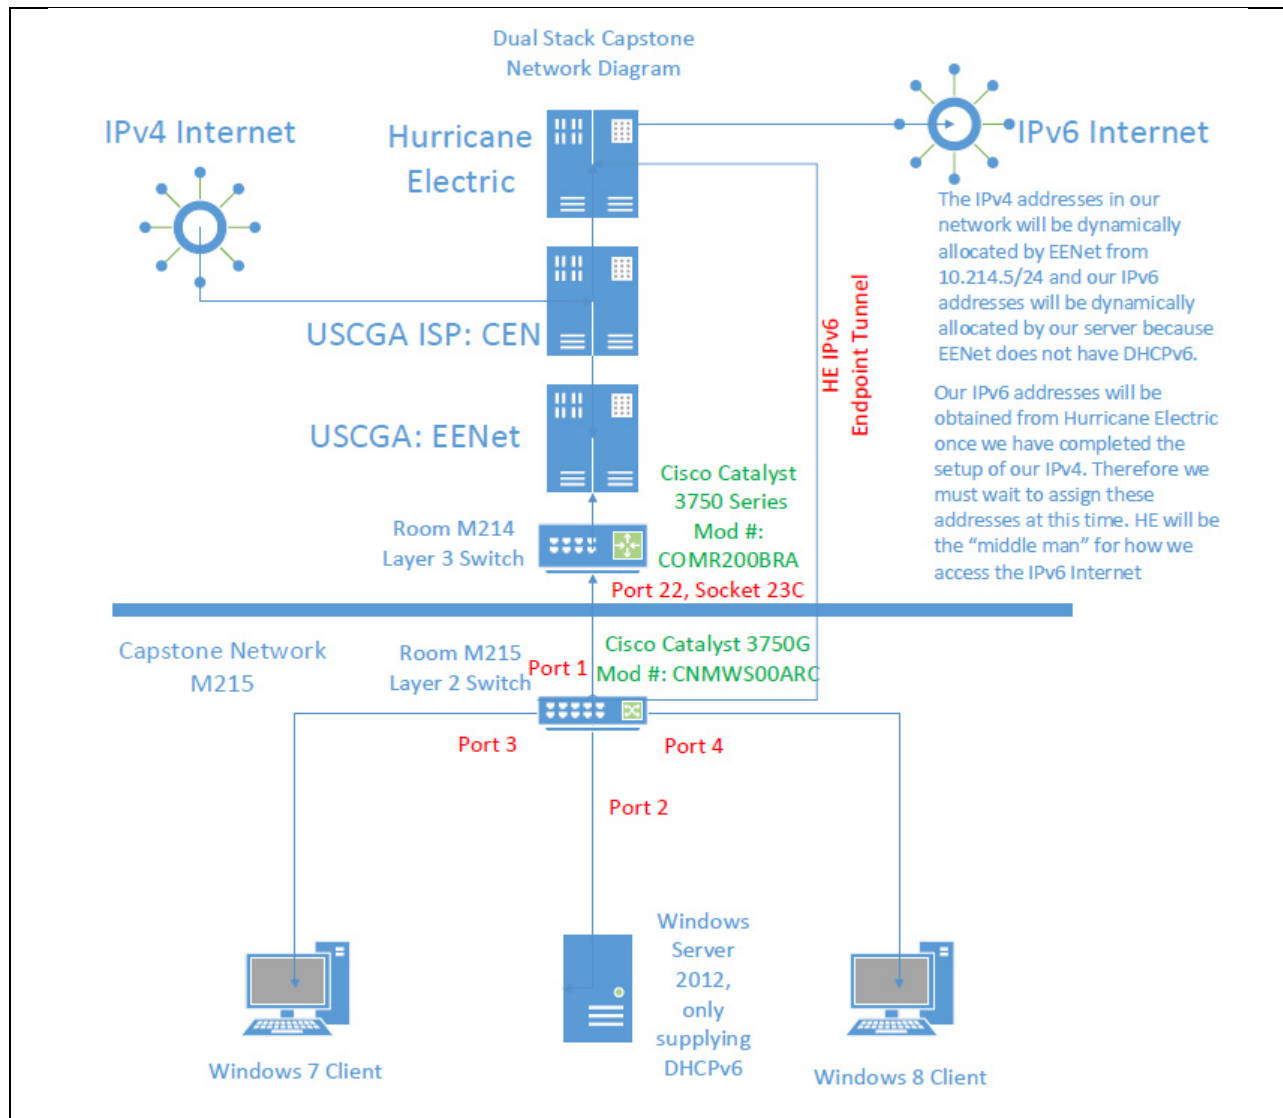 Dual Stack Capstone
Network Diagram
IPv4 Internet
Hurricane
Electric
IPv6 Internet
The IPv4 addresses in our
network will be dynamically
allocated by EENet from
10.214.5/24 and our IPv6
addresses will be dynamically
allocated by our server because
EENet does not have DHCPv6.
Our IPv6 addresses will be
obtained from Hurricane Electric
once we have completed the
setup of our IPv4. Therefore we
must wait to assign these
addresses at this time. HE will be
the “middle man” for how we
access the IPv6 Internet
USCGA ISP: CEN
HE IPv6
Endpoint Tunnel
USCGA: EENet
Cisco Catalyst
3750 Series
Mod #:
COMR200BRA
Room M214
Layer 3 Switch
Port 22, Socket 23C
Capstone Network
M215
Room M215
Layer 2 Switch
Port 1
Cisco Catalyst 3750G
Mod #: CNMWS00ARC
Port 3
Port 4
Port 2
Windows
Server
2012,
only
supplying
DHCPv6
Windows 7 Client
Windows 8 Client